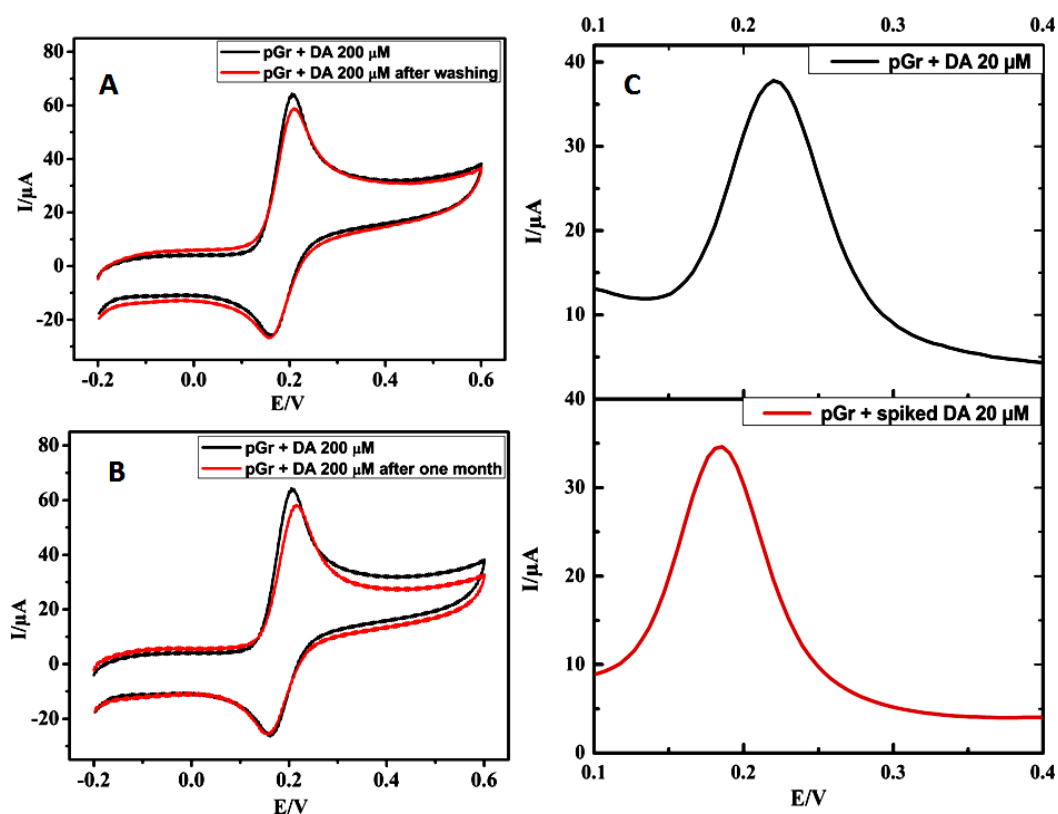 A
pGr + DA 200 μM
pGr + DA 200 μM after washing
80
60
40
20
0
-20
I/μA
-0.2 0.0 0.2 0.4 0.6
E/V
B
pGr + DA 200 μM
pGr + DA 200 μM after one month
80
60
40
20
0
-20
I/μA
-0.2 0.0 0.2 0.4 0.6
E/V
0.1 0.2 0.3 0.4
C
pGr + DA 20 μM
40
30
20
10
0
I/μA
pGr + spiked DA 20 μM
40
30
20
10
0
I/μA
0.1 0.2 0.3 0.4
E/V